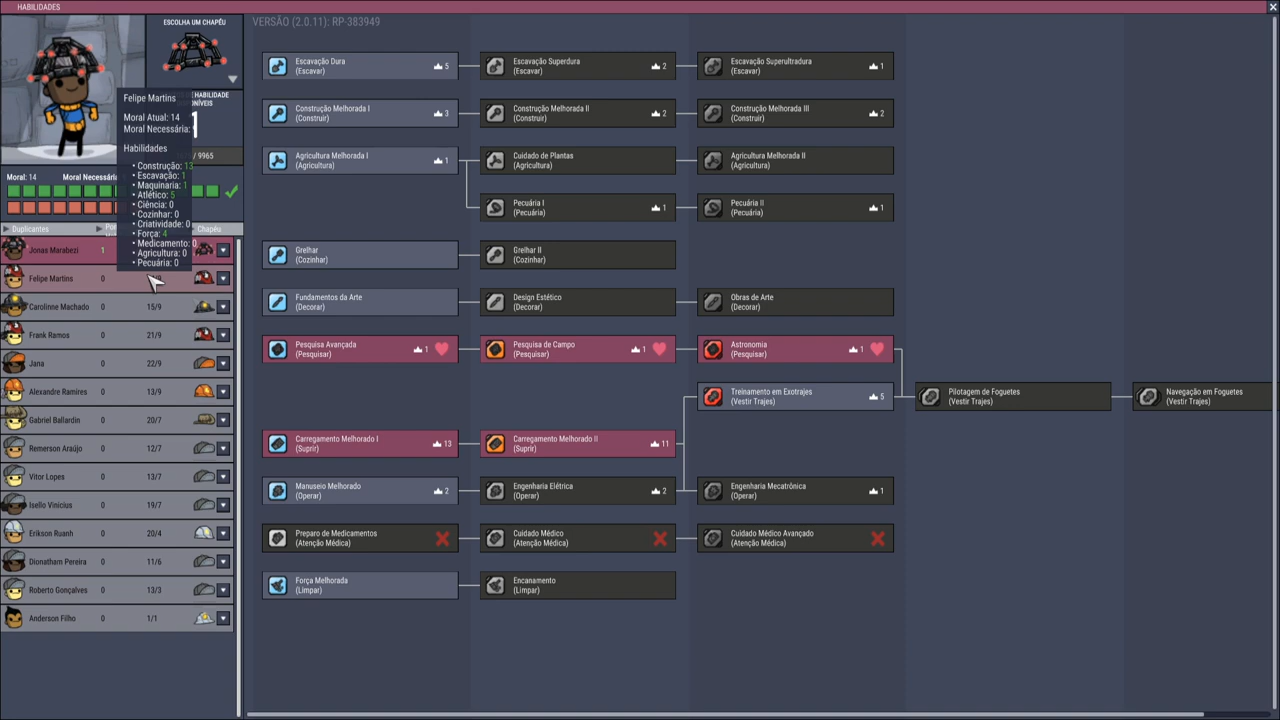 HABILIDADES
VERSÃO (2.0.11): RP-383949
ESCOLHA UM CHAPÉU
DE HABILIDADE
1
/ 9965
Moral: 14
Moral Necessária
Felipe Martins
Moral Atual: 14
Moral Necessária:
Habilidades
• Construção: 13
• Escavação: 1
• Maquinaria: 1
• Atlético: 5
• Ciência: 0
• Cozinhar: 0
• Criatividade: 0
• Força: 4
• Medicamento: 0
• Agricultura: 0
• Pecuária: 0
Duplicantes
Chapéu
Jonas Marabezi 1
Felipe Martins 0
Carolinne Machado 0 15/9
Frank Ramos 0 21/9
Jana 0 22/9
Alexandre Ramires 0 13/9
Gabriel Ballardin 0 20/7
Remerson Araújo 0 12/7
Vitor Lopes 0 13/7
Isello Vinicius 0 19/7
Erikson Ruanh 0 20/4
Dionatham Pereira 0 11/6
Roberto Gonçalves 0 13/3
Anderson Filho 0 1/1
Escavação Dura 5
(Escavar)
Escavação Superdura 2
(Escavar)
Escavação Superultradura 1
(Escavar)
Construção Melhorada I 3
(Construir)
Construção Melhorada II 2
(Construir)
Construção Melhorada III 2
(Construir)
Agricultura Melhorada I 1
(Agricultura)
Cuidado de Plantas
(Agricultura)
Agricultura Melhorada II
(Agricultura)
Pecuária I 1
(Pecuária)
Pecuária II 1
(Pecuária)
Grelhar
(Cozinhar)
Grelhar II
(Cozinhar)
Fundamentos da Arte
(Decorar)
Design Estético
(Decorar)
Obras de Arte
(Decorar)
Pesquisa Avançada 1
(Pesquisar)
Pesquisa de Campo 1
(Pesquisar)
Astronomia 1
(Pesquisar)
Treinamento em Exotrajes 5
(Vestir Trajes)
Pilotagem de Foguetes
(Vestir Trajes)
Navegação em Foguetes
(Vestir Trajes)
Carregamento Melhorado I 13
(Suprir)
Carregamento Melhorado II 11
(Suprir)
Manuseio Melhorado 2
(Operar)
Engenharia Elétrica 2
(Operar)
Engenharia Mecatrônica 1
(Operar)
Preparo de Medicamentos
(Atenção Médica)
Cuidado Médico
(Atenção Médica)
Cuidado Médico Avançado
(Atenção Médica)
Força Melhorada
(Limpar)
Encanamento
(Limpar)